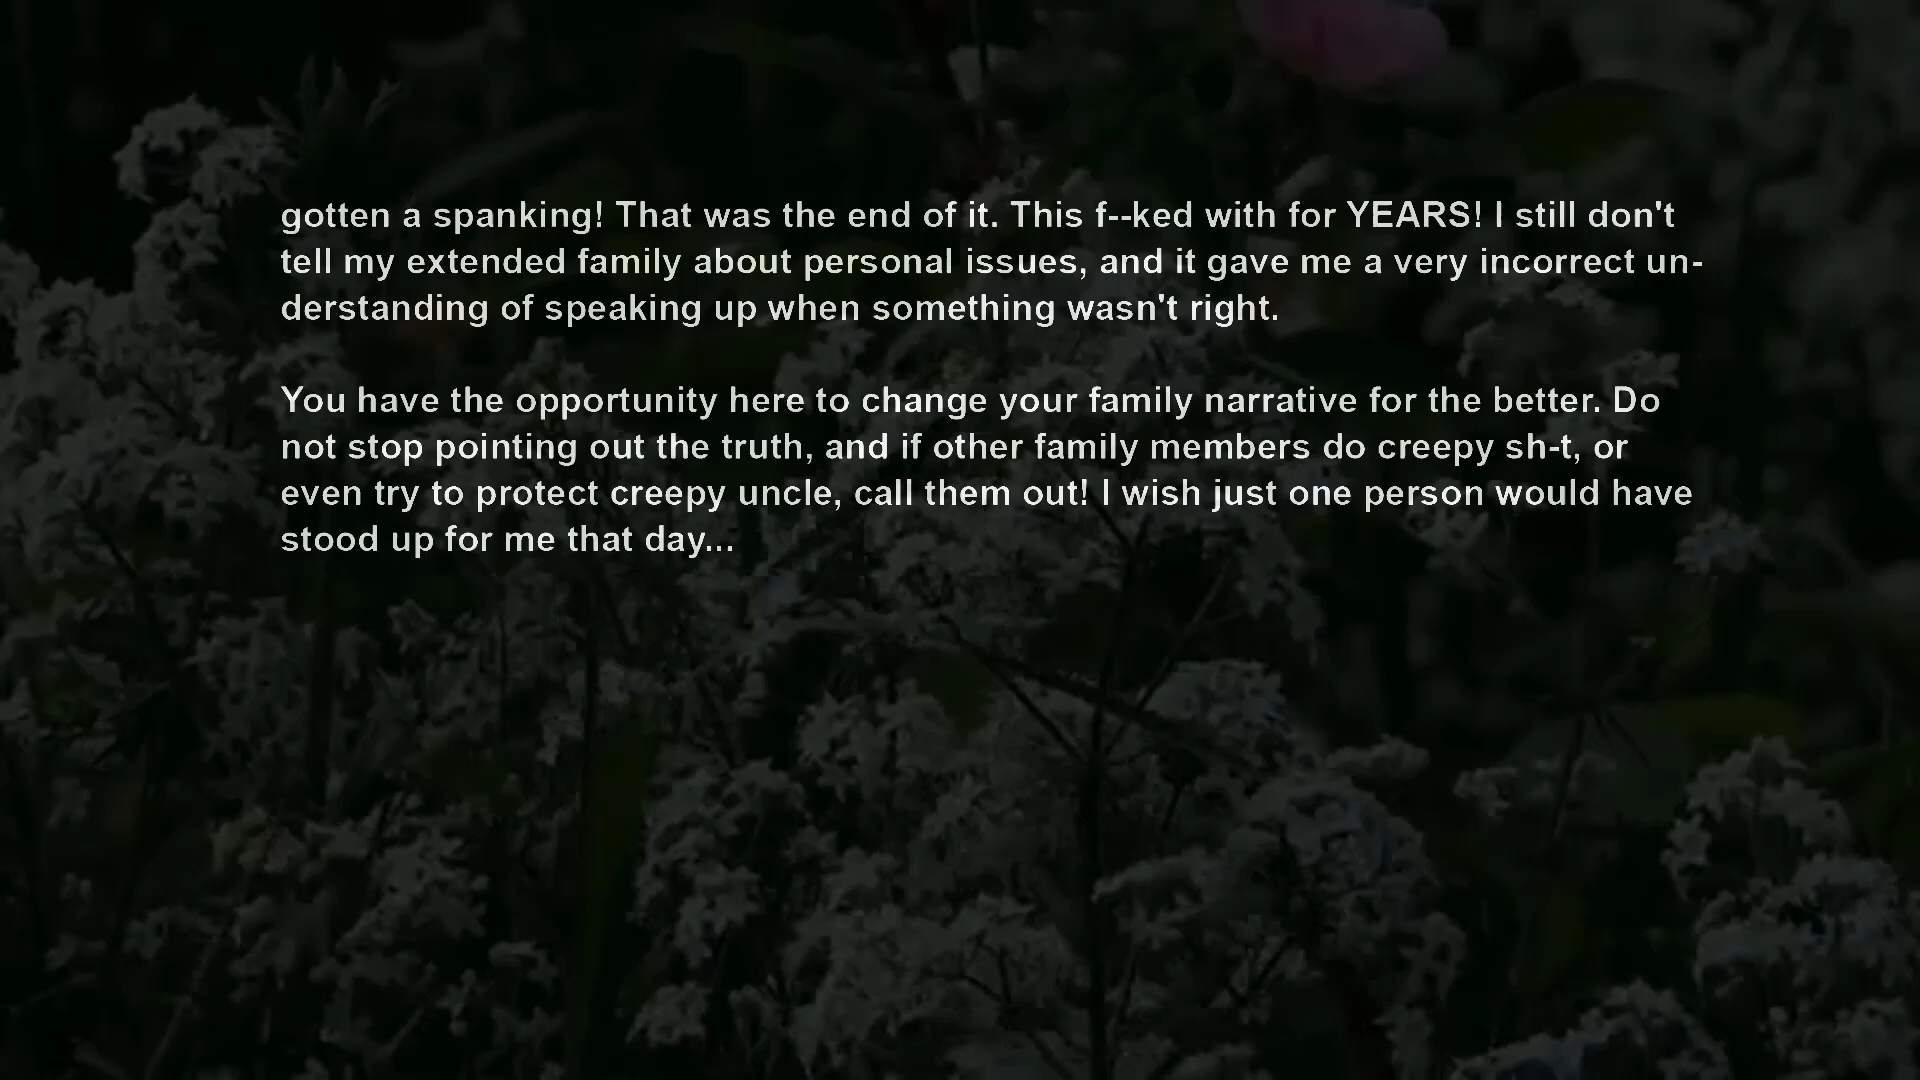 gotten a spanking! That was the end of it. This f--ked with for YEARS! I still don't
tell my extended family about personal issues, and it gave me a very incorrect un-
derstanding of speaking up when something wasn't right.
You have the opportunity here to change your family narrative for the better. Do
not stop pointing out the truth, and if other family members do creepy sh-t, or
even try to protect creepy uncle, call them out! I wish just one person would have
stood up for me that day...